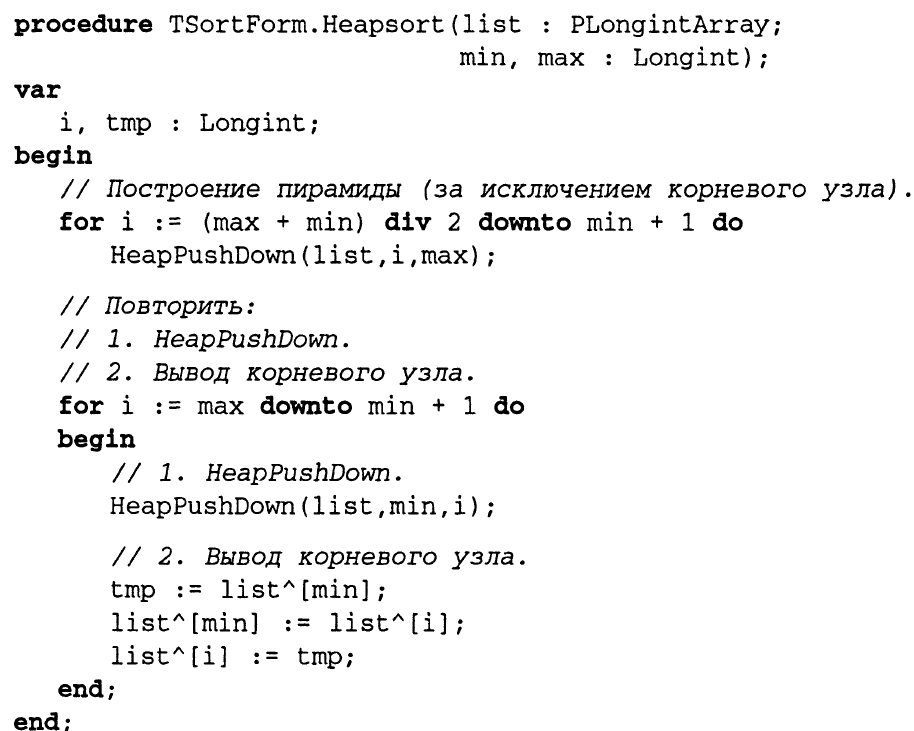 procedure TSortForm.Heapsort(list : PLongintArray;
min, max : Longint);
var
i, tmp : Longint;
begin
// Построение пирамиды (за исключением корневого узла).
for i := (max + min) div 2 downto min + 1 do
HeapPushDown(list,i,max);
// Повторить:
// 1. HeapPushDown.
// 2. Вывод корневого узла.
for i := max downto min + 1 do
begin
// 1. HeapPushDown.
HeapPushDown(list,min,i);
// 2. Вывод корневого узла.
tmp := list^[min];
list^[min] := list^[i];
list^[i] := tmp;
end;
end;